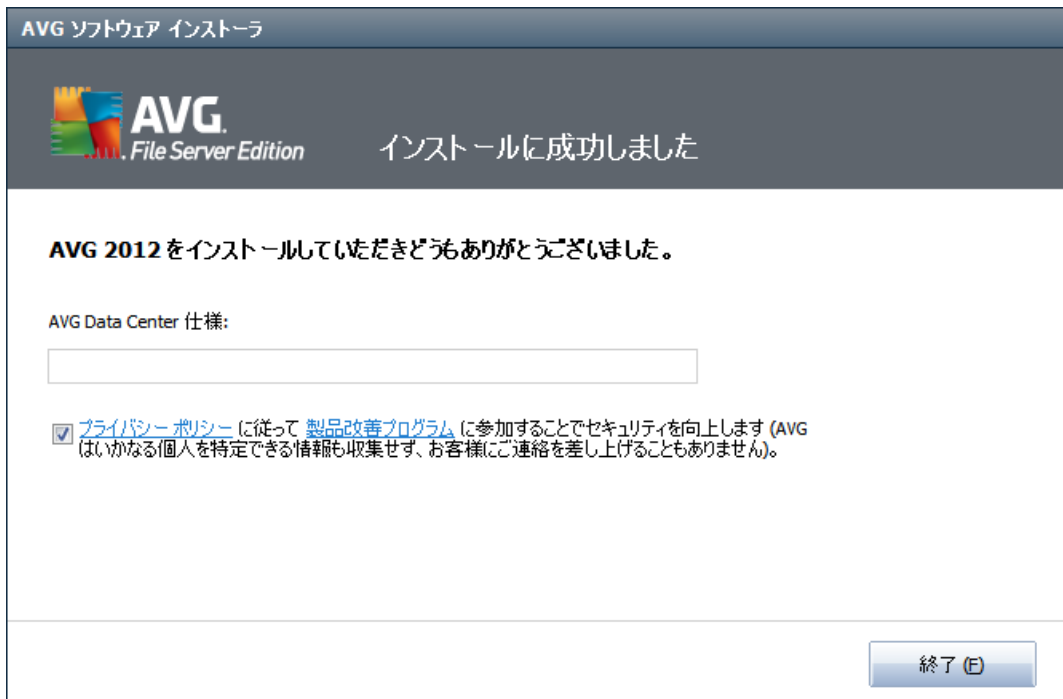 AVG ソフトウェア インストーラ
AVG.
File Server Edition
インストールに成功しました
AVG 2012 をインストールしていただきどうもありがとうございました。
AVG Data Center 仕様:
プライバシー ポリシー に従って 製品改善プログラム に参加することでセキュリティを向上します (AVG
はいかなる個人を特定できる情報も収集せず、お客様にご連絡を差し上げることもありません)。
終了 (F)